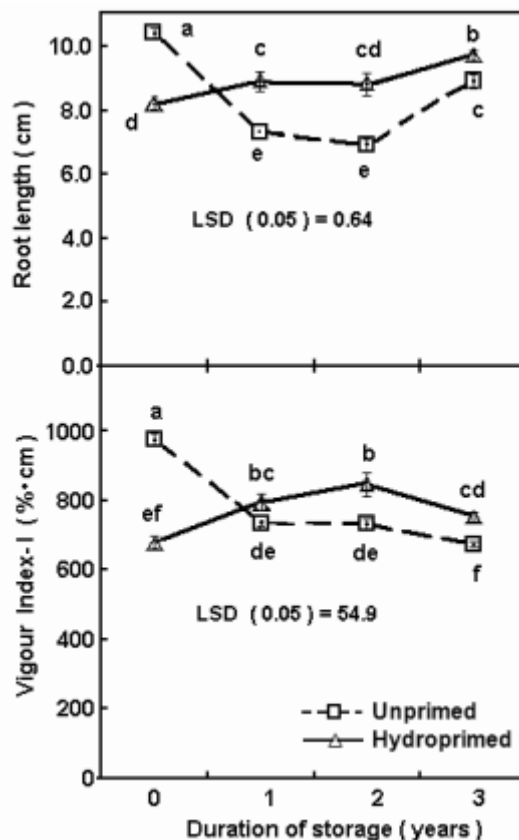 Root length ( cm )
10.0
8.0
6.0
4.0
2.0
0.0
a
c
cd
b
d
e
e
c
LSD ( 0.05 ) = 0.64
Vigour Index- I ( %•cm )
1000
800
600
400
200
0
a
bc
b
cd
ef
de
de
f
LSD ( 0.05 ) = 54.9
Unprimed
Hydroprimed
0 1 2 3
Duration of storage ( years )